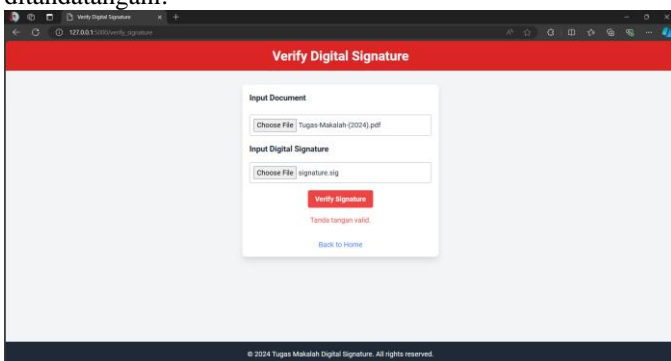 ditandatangani.
Verify Digital Signature
127.0.0.1:5000/verify_signature
Verify Digital Signature
Input Document
Choose File Tugas-Makalah-(2024).pdf
Input Digital Signature
Choose File signature.sig
Verify Signature
Tanda tangan valid.
Back to Home
© 2024 Tugas Makalah Digital Signature. All rights reserved.